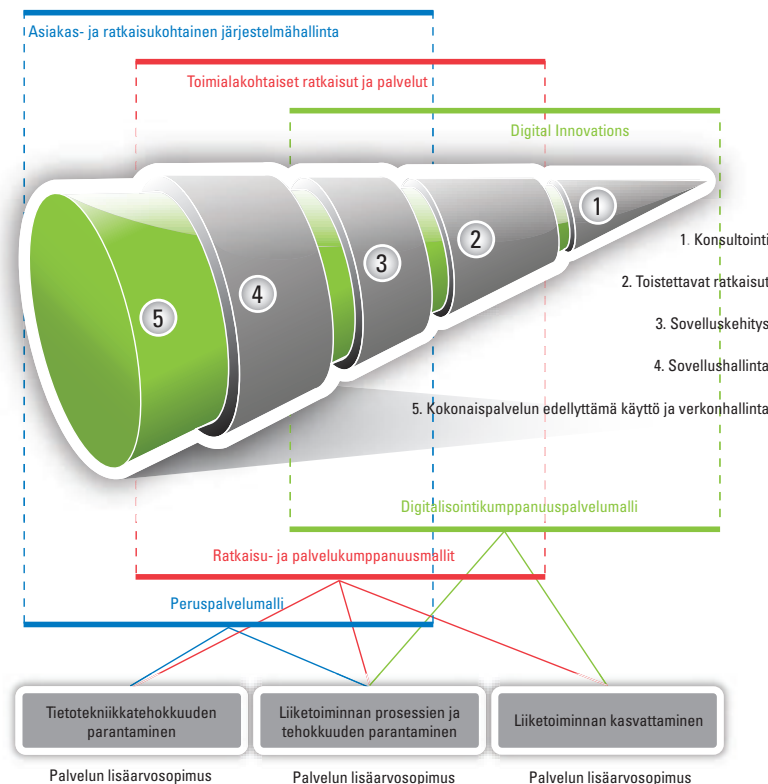 Asiakas- ja ratkaisukohtainen järjestelmähallinta
Toimialakohtaiset ratkaisut ja palvelut
Digital Innovations
1
2
3
4
5
1. Konsultointi
2. Toistettavat ratkaisut
3. Sovelluskehitys
4. Sovellushallinta
5. Kokonaispalvelun edellyttämä käyttö ja verkonhallinta
Digitalisointikumppanuuspalvelumalli
Ratkaisu- ja palvelukumppanuusmallit
Peruspalvelumalli
Tietotekniikkatehokkuuden
parantaminen
Liiketoiminnan prosessien ja
tehokkuuden parantaminen
Liiketoiminnan kasvattaminen
Palvelun lisäarvosopimus
Palvelun lisäarvosopimus
Palvelun lisäarvosopimus